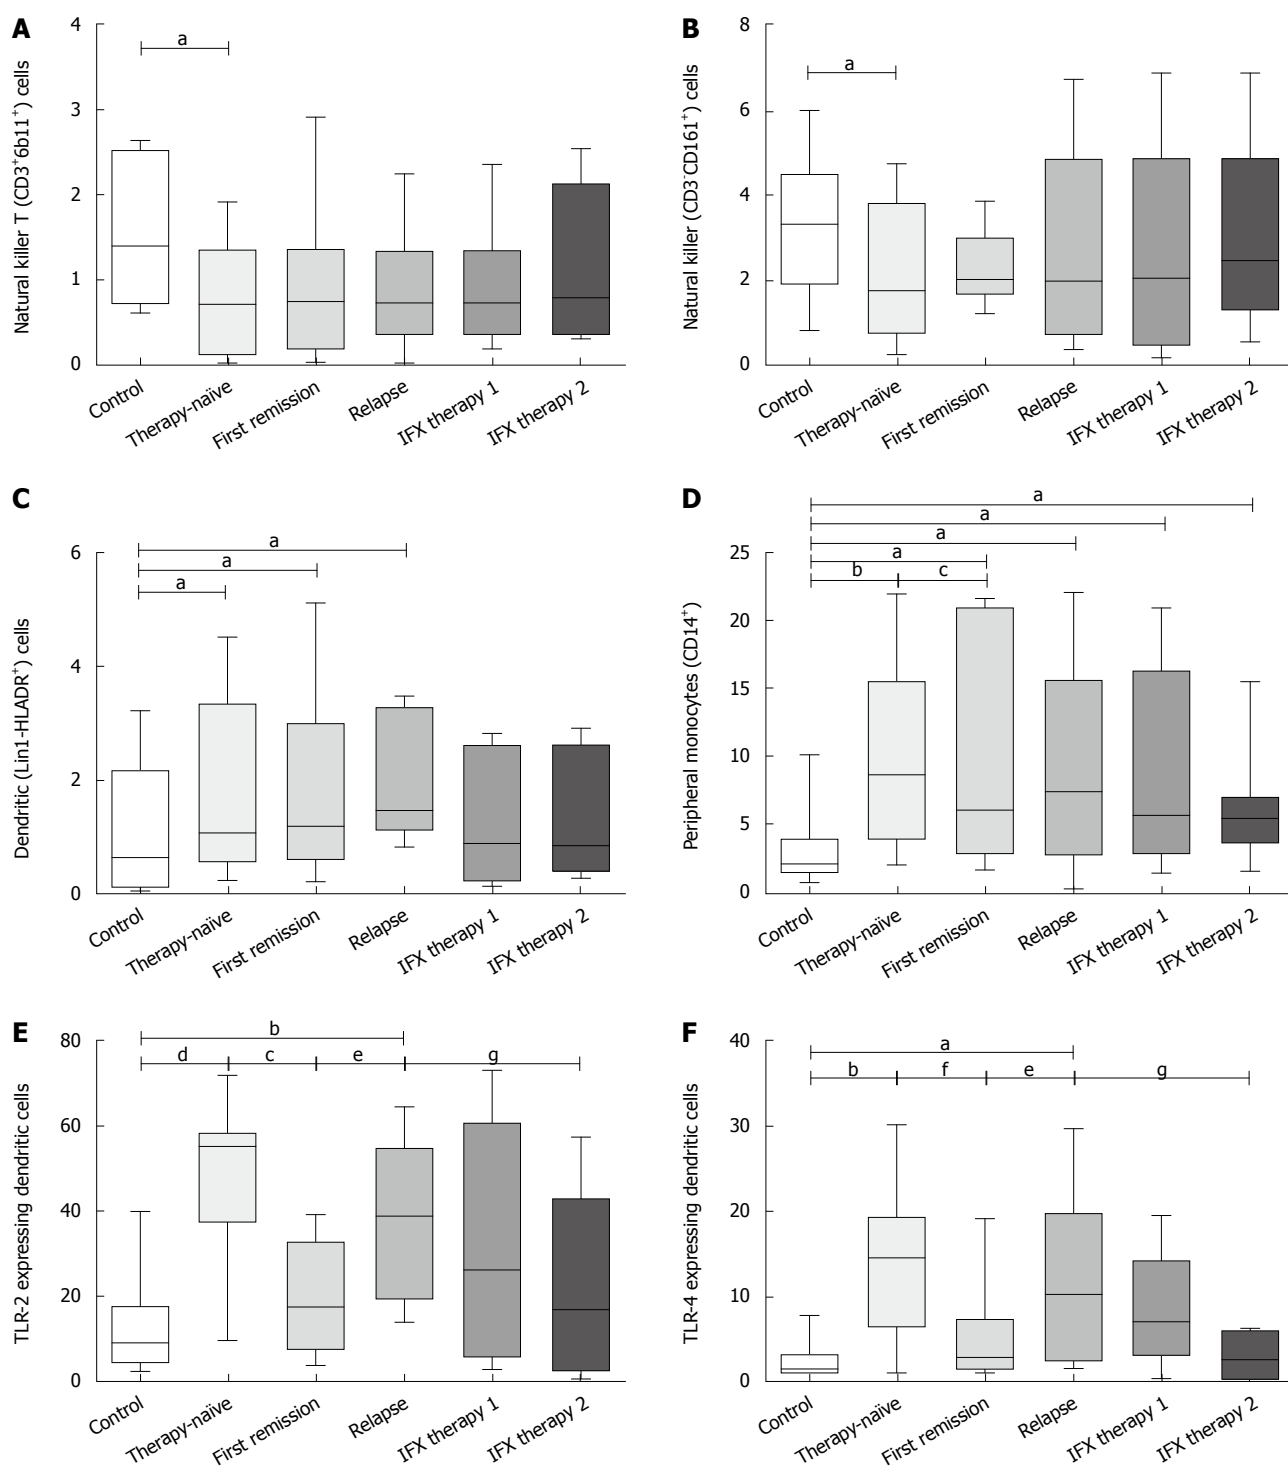 A
Natural killer T (CD3+6b11+) cells
4
3
2
1
0
a
Control
Therapy-naïve
First remission
Relapse
IFX therapy 1
IFX therapy 2
B
Natural killer (CD3-CD161+) cells
8
6
4
2
0
a
Control
Therapy-naïve
First remission
Relapse
IFX therapy 1
IFX therapy 2
C
Dendritic (Lin1-HLADR+) cells
6
4
2
0
a
a
a
Control
Therapy-naïve
First remission
Relapse
IFX therapy 1
IFX therapy 2
D
Peripheral monocytes (CD14+)
25
20
15
10
5
0
a
a
a
a
b c
Control
Therapy-naïve
First remission
Relapse
IFX therapy 1
IFX therapy 2
E
TLR-2 expressing dendritic cells
80
60
40
20
0
b
d c e g
Control
Therapy-naïve
First remission
Relapse
IFX therapy 1
IFX therapy 2
F
TLR-4 expressing dendritic cells
40
30
20
10
0
a
b f e g
Control
Therapy-naïve
First remission
Relapse
IFX therapy 1
IFX therapy 2